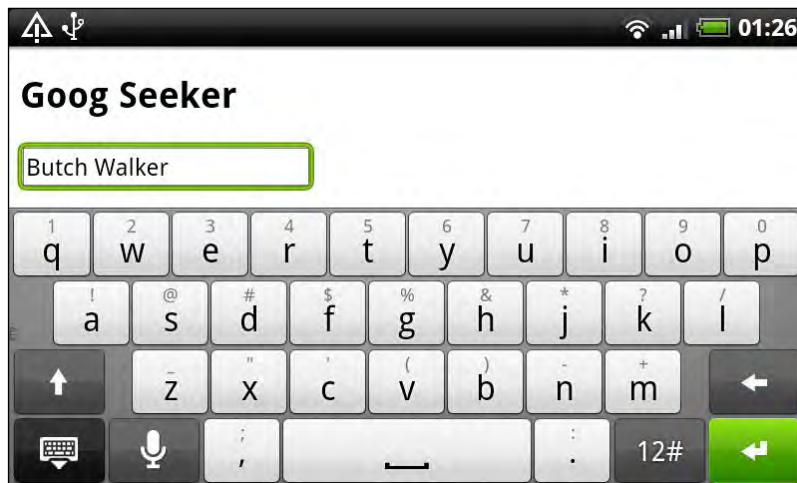 01:26
Goog Seeker
Butch Walker
1 2 3 4 5 6 7 8 9 0
q w e r t y u i o p
! @ # $ % & * ? /
a s d f g h j k l
_ " ' ( ) - +
z x c v b n m
; :
, . 12#